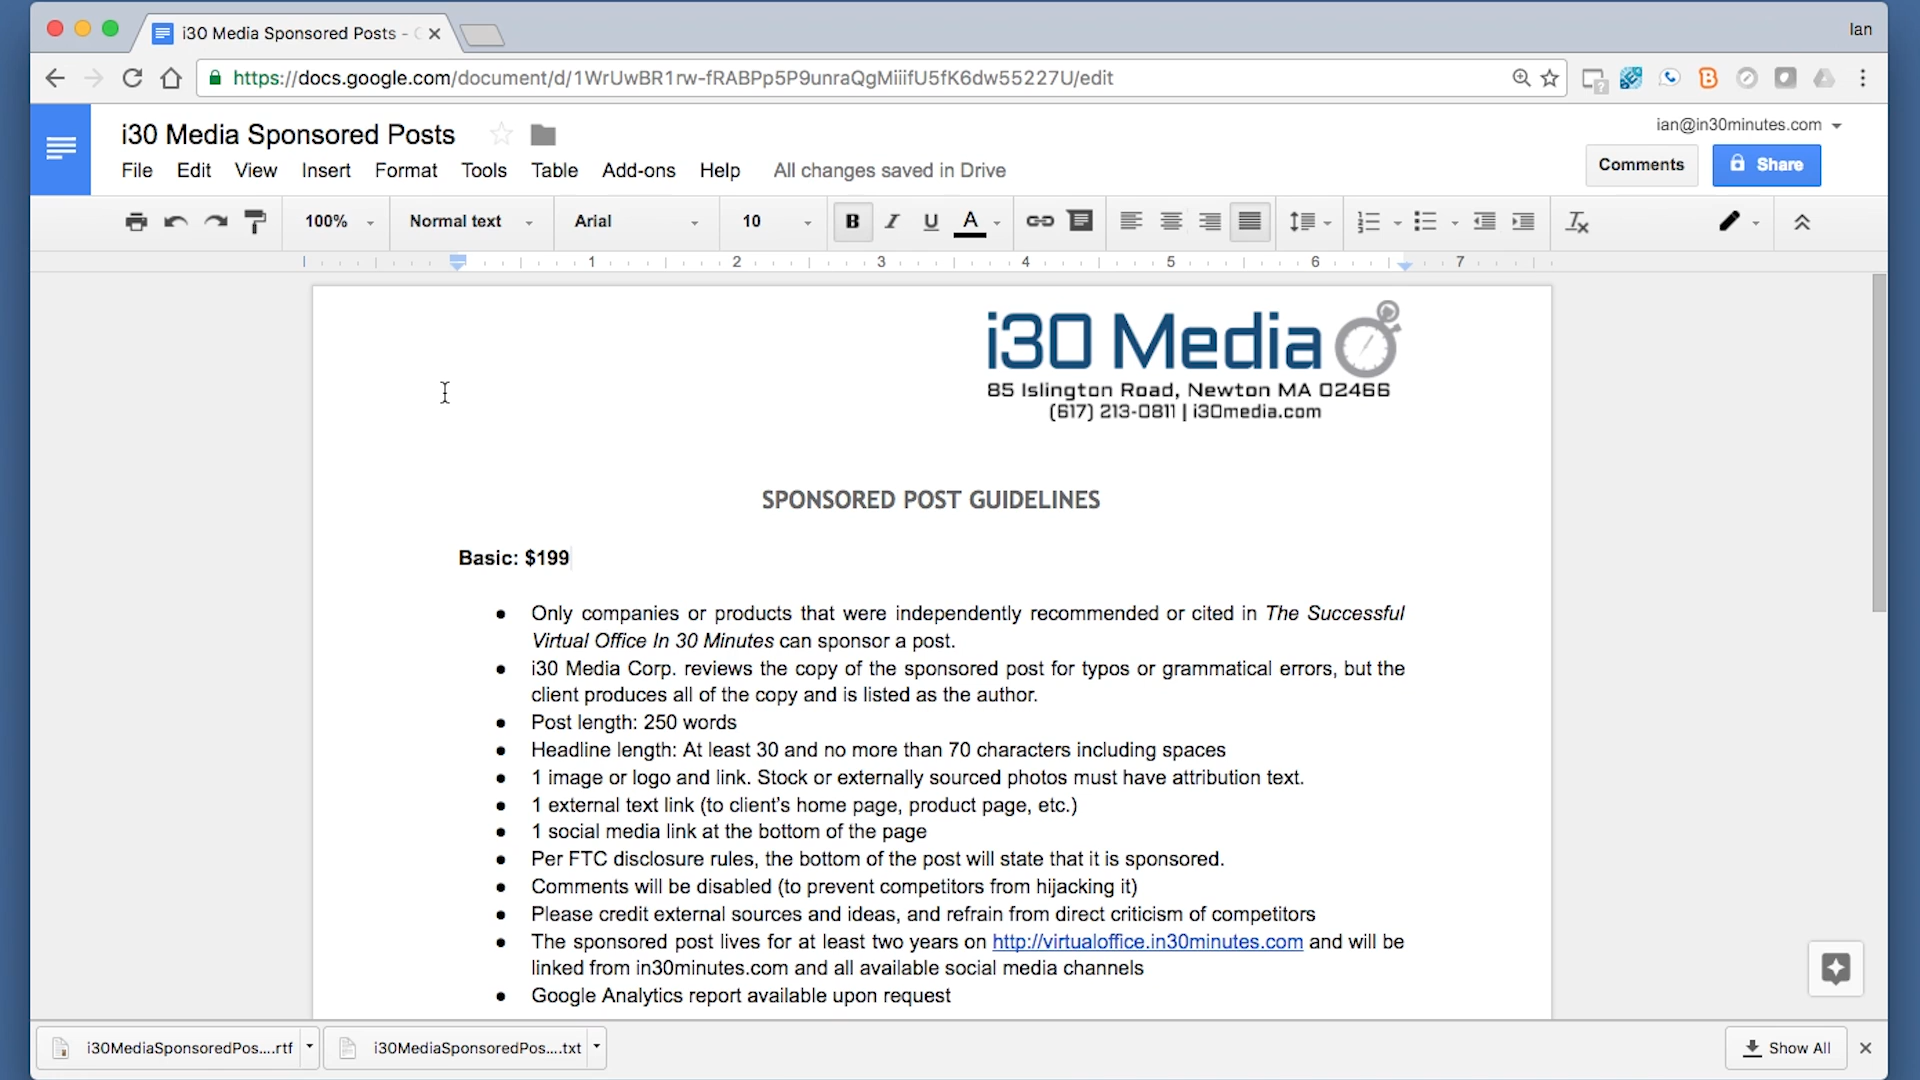 i30 Media Sponsored Posts -
Ian
https://docs.google.com/document/d/1WrUwBR1rw-fRABPp5P9unraQgMiiifU5fK6dw55227U/edit
i30 Media Sponsored Posts
ian@in30minutes.com
File Edit View Insert Format Tools Table Add-ons Help All changes saved in Drive
Comments Share
100% Normal text Arial 10 B I U A
1 2 3 4 5 6 7
i30 Media
85 Islington Road, Newton MA 02466
(617) 213-0811 | i30media.com
SPONSORED POST GUIDELINES
Basic: $199
● Only companies or products that were independently recommended or cited in The Successful
Virtual Office In 30 Minutes can sponsor a post.
● i30 Media Corp. reviews the copy of the sponsored post for typos or grammatical errors, but the
client produces all of the copy and is listed as the author.
● Post length: 250 words
● Headline length: At least 30 and no more than 70 characters including spaces
● 1 image or logo and link. Stock or externally sourced photos must have attribution text.
● 1 external text link (to client's home page, product page, etc.)
● 1 social media link at the bottom of the page
● Per FTC disclosure rules, the bottom of the post will state that it is sponsored.
● Comments will be disabled (to prevent competitors from hijacking it)
● Please credit external sources and ideas, and refrain from direct criticism of competitors
● The sponsored post lives for at least two years on http://virtualoffice.in30minutes.com and will be
linked from in30minutes.com and all available social media channels
● Google Analytics report available upon request
i30MediaSponsoredPos....rtf i30MediaSponsoredPos....txt Show All